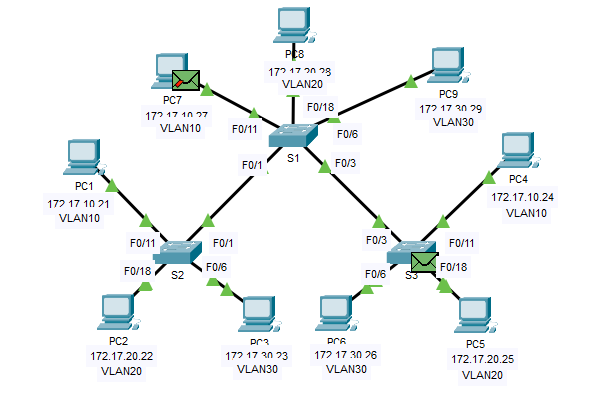 PC8
172.17.20.28
VLAN20
PC7
172.17.10.27
VLAN10
PC9
172.17.30.29
VLAN30
F0/18
F0/11
F0/6
S1
F0/1
F0/3
PC1
172.17.10.21
VLAN10
PC4
172.17.10.24
VLAN10
F0/11
F0/1
F0/18
F0/6
S2
F0/3
F0/11
F0/6
F0/18
S3
PC2
172.17.20.22
VLAN20
PC3
172.17.30.23
VLAN30
PC6
172.17.30.26
VLAN30
PC5
172.17.20.25
VLAN20